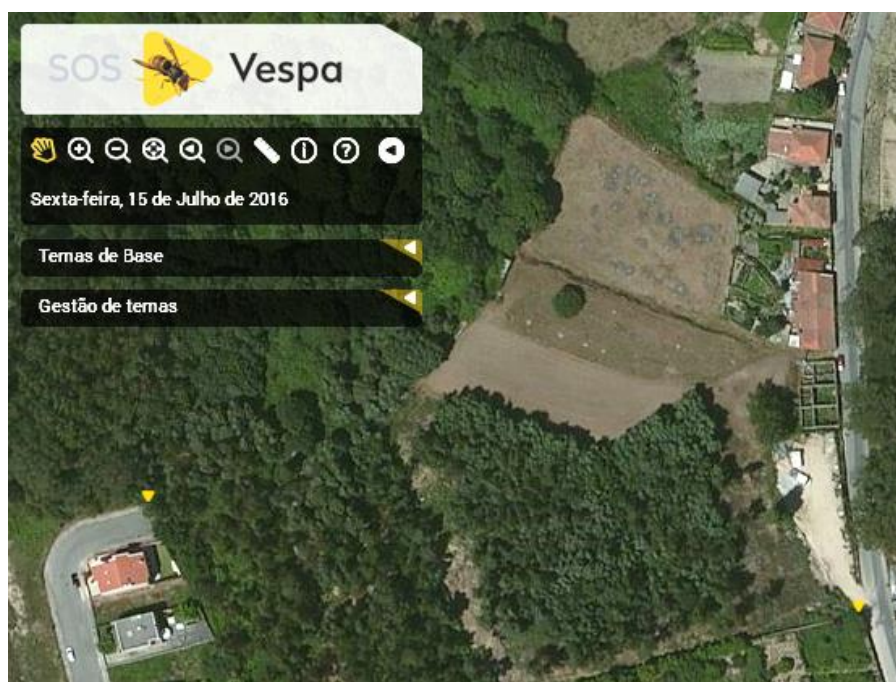 SOS Vespa
Sexta-feira, 15 de Julho de 2016
Temas de Base
Gestão de temas